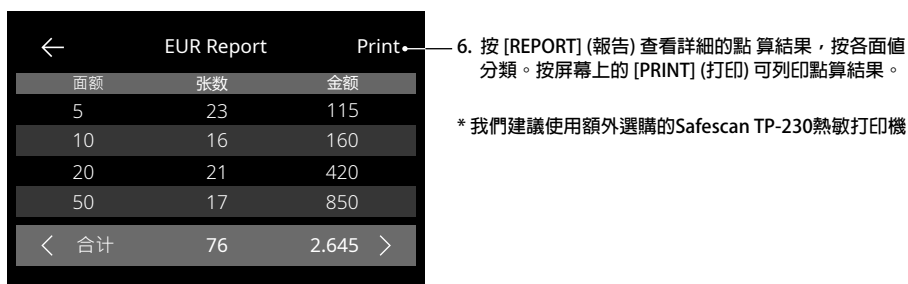 ← EUR Report Print
面额 张数 金额
5 23 115
10 16 160
20 21 420
50 17 850
合计 76 2.645
6. 按 [REPORT] (報告) 查看詳細的點 算結果，按各面值
分類。按屏幕上的 [PRINT] (打印) 可列印點算結果。
* 我們建議使用額外選購的Safescan TP-230熱敏打印機